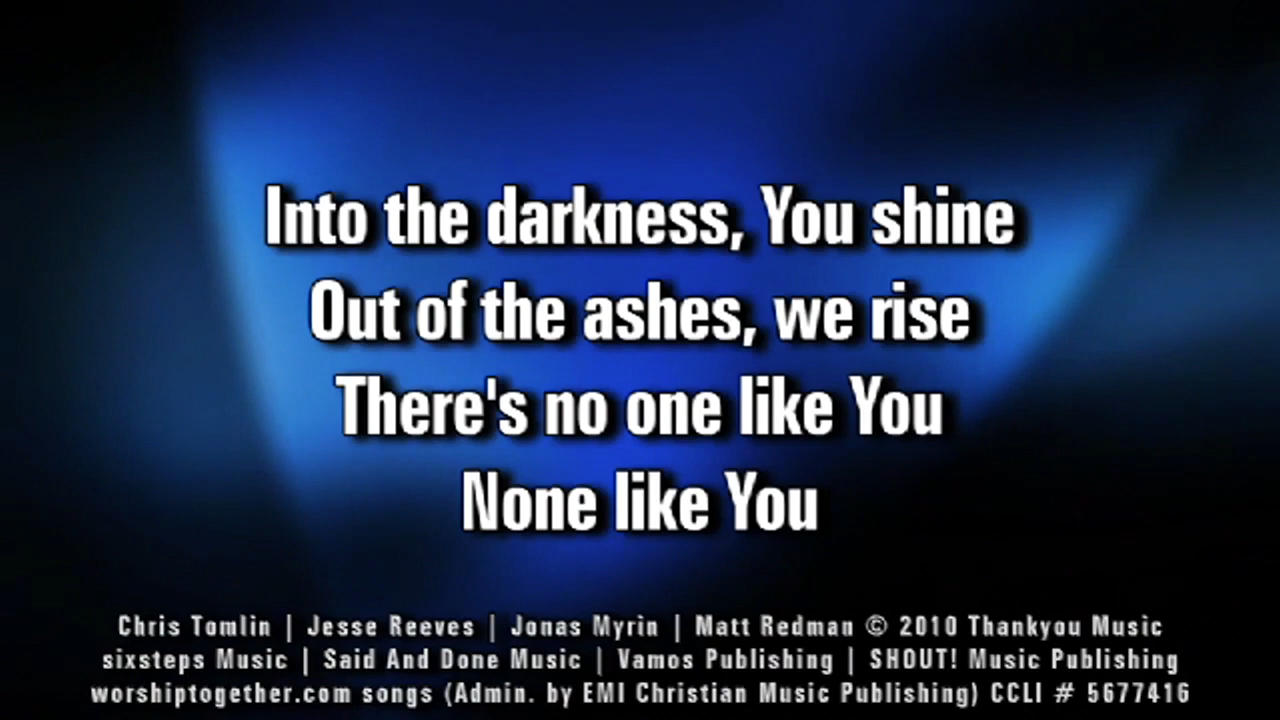 Into the darkness, You shine
Out of the ashes, we rise
There's no one like You
None like You
Chris Tomlin | Jesse Reeves | Jonas Myrin | Matt Redman © 2010 Thankyou Music
sixsteps Music | Said And Done Music | Vamos Publishing | SHOUT! Music Publishing
worshiptogether.com songs (Admin. by EMI Christian Music Publishing) CCLI # 5677416